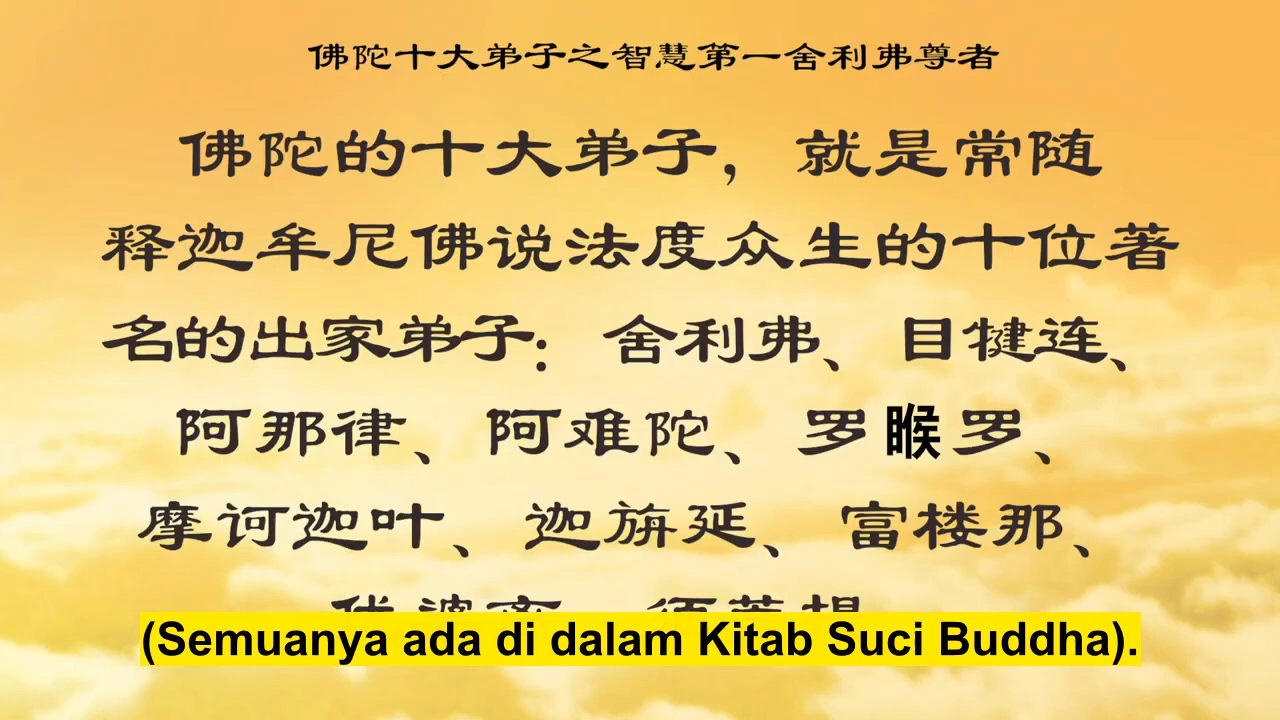 佛陀十大弟子之智慧第一舍利弗尊者
佛陀的十大弟子，就是常随
释迦牟尼佛说法度众生的十位著
名的出家弟子：舍利弗、目犍连、
阿那律、阿难陀、罗睺罗、
摩诃迦叶、迦旃延、富楼那、
(Semuanya ada di dalam Kitab Suci Buddha).